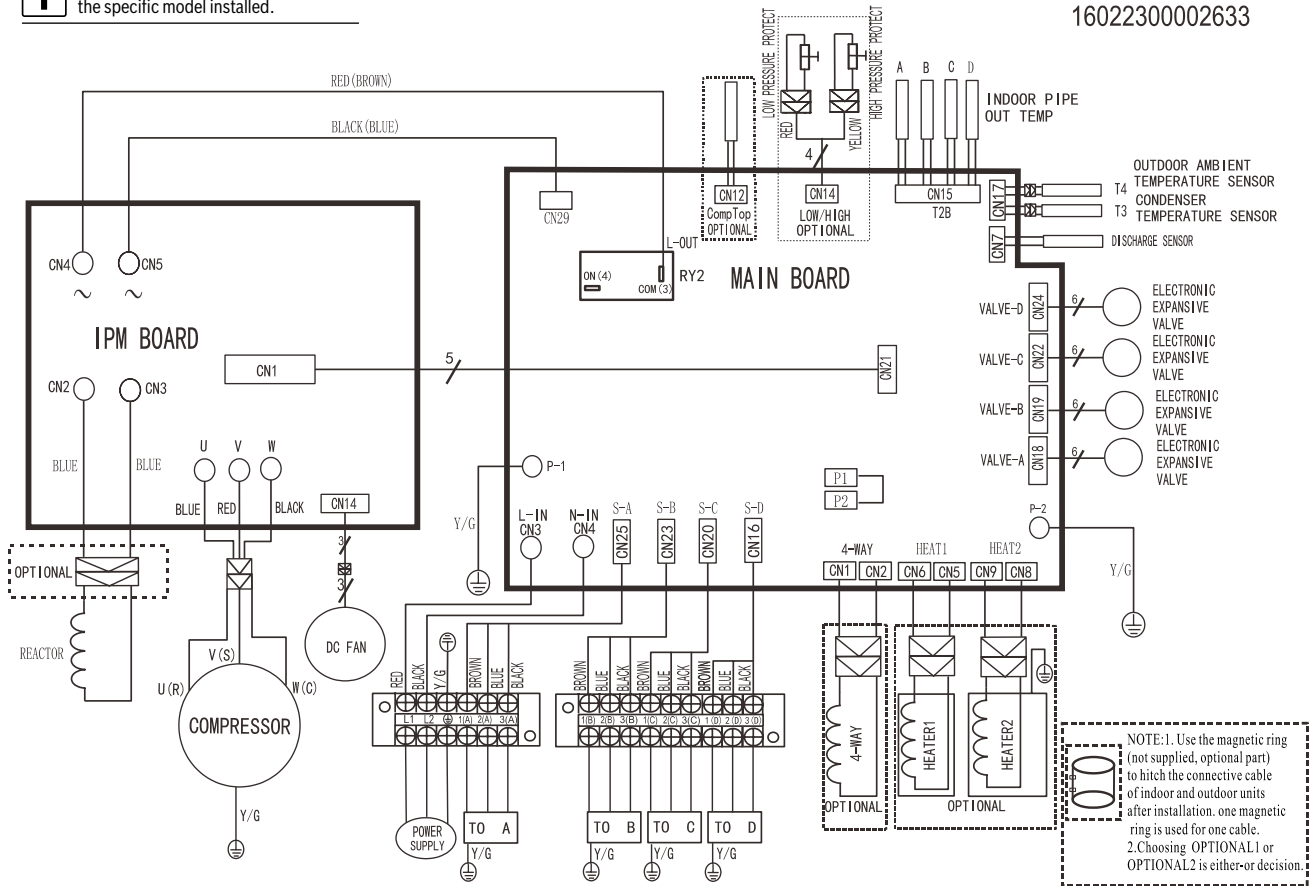 the specific model installed.
16022300002633
RED(BROWN)
BLACK(BLUE)
LOW PRESSURE PROTECT
HIGH PRESSURE PROTECT
RED
YELLOW
4
CN12
CompTop
OPTIONAL
CN14
LOW/HIGH
OPTIONAL
A B C D
INDOOR PIPE
OUT TEMP
CN15
T2B
CN17
T4
OUTDOOR AMBIENT
TEMPERATURE SENSOR
T3
CONDENSER
TEMPERATURE SENSOR
CN7
DISCHARGE SENSOR
CN29
L-OUT
ON(4)
COM(3)
RY2
MAIN BOARD
CN4
CN5
~
~
IPM BOARD
CN1
5
CN21
CN2
CN3
U V W
BLUE
BLUE
BLUE
RED
BLACK
CN14
3
3
DC FAN
OPTIONAL
REACTOR
V(S)
U(R)
W(C)
COMPRESSOR
Y/G
VALVE-D
CN24
6
ELECTRONIC
EXPANSIVE
VALVE
VALVE-C
CN22
6
ELECTRONIC
EXPANSIVE
VALVE
VALVE-B
CN19
6
ELECTRONIC
EXPANSIVE
VALVE
VALVE-A
CN18
6
ELECTRONIC
EXPANSIVE
VALVE
P-1
Y/G
P1
P2
P-2
Y/G
L-IN
CN3
N-IN
CN4
S-A
CN25
S-B
CN23
S-C
CN20
S-D
CN16
4-WAY
CN1 CN2
HEAT1
CN6 CN5
HEAT2
CN9 CN8
RED
BLACK
Y/G
BROWN
BLUE
BLACK
L1 L2 1(A) 2(A) 3(A)
POWER
SUPPLY
TO A
Y/G
BROWN
BLUE
BLACK
BROWN
BLUE
BLACK
BROWN
BLUE
BLACK
1(B) 2(B) 3(B) 1(C) 2(C) 3(C) 1(D) 2(D) 3(D)
TO B
Y/G
TO C
Y/G
TO D
Y/G
4-WAY
OPTIONAL
HEATER1
HEATER2
OPTIONAL
NOTE:1. Use the magnetic ring
(not supplied, optional part)
to hitch the connective cable
of indoor and outdoor units
after installation. one magnetic
ring is used for one cable.
2.Choosing OPTIONAL1 or
OPTIONAL2 is either-or decision.